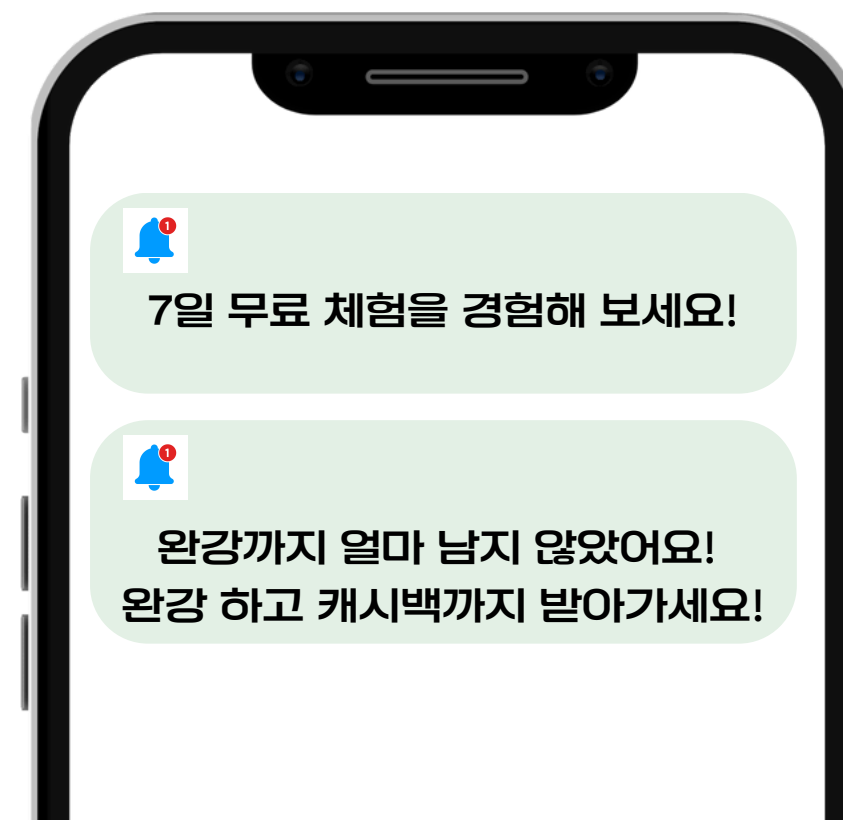 1
7일 무료 체험을 경험해 보세요!
1
완강까지 얼마 남지 않았어요!
완강 하고 캐시백까지 받아가세요!